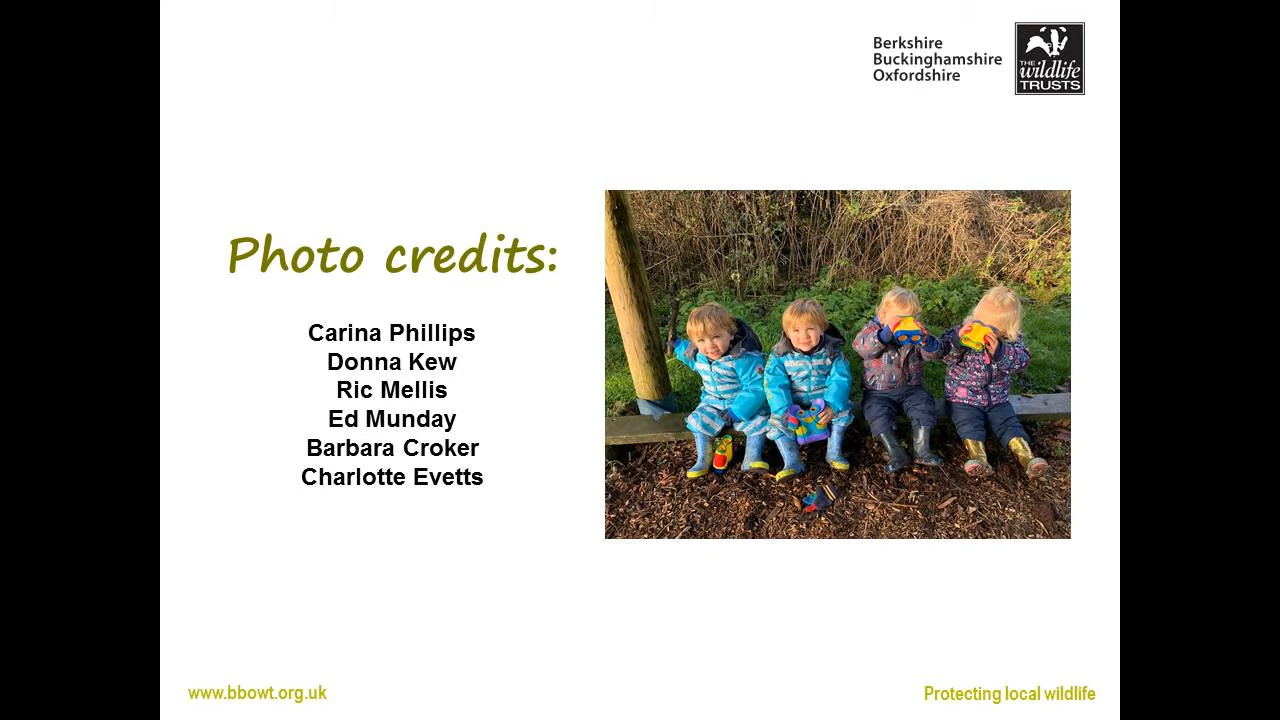 Berkshire
Buckinghamshire
Oxfordshire
THE
wildlife
TRUSTS
Photo credits:
Carina Phillips
Donna Kew
Ric Mellis
Ed Munday
Barbara Croker
Charlotte Evetts
www.bbowt.org.uk
Protecting local wildlife